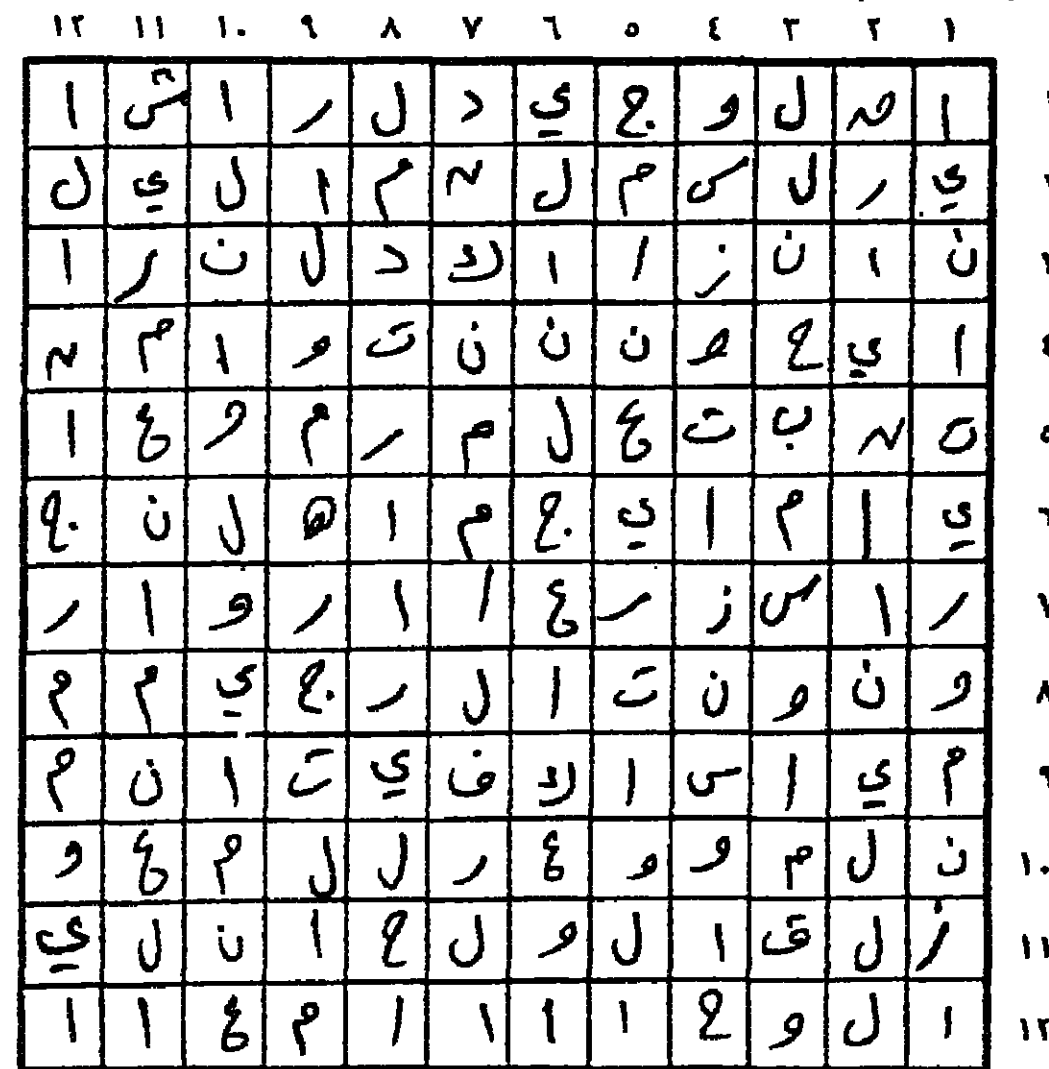 ١ ٢ ٣ ٤ ٥ ٦ ٧ ٨ ٩ ١٠ ١١ ١٢
١ ا ص ل و ج ي د ل ر ا ش ا
٢ ي ر ل س م ل م ا ل ي ل
٣ ن ا ن ز ا ا ك د ل ن ر ا
٤ ا ي ح و ن ن ن ت و ا م
٥ ت ب ت ع ل م ر م و ع ا
٦ ي ا م ا ي ج م ا ه ل ن ج
٧ ر ا س ز ر ع ا ا ر و ا ر
٨ و ن و ن ت ا ل ر ج ي م م
٩ م ي ا س ا ك ف ي ت ا ن م
١٠ ن ل م و و ع ر ل ل م ع و
١١ ز ل ق ا ل و ل ح ا ن ل ي
١٢ ا ل و ح ا ا ا ا م ع ا ا